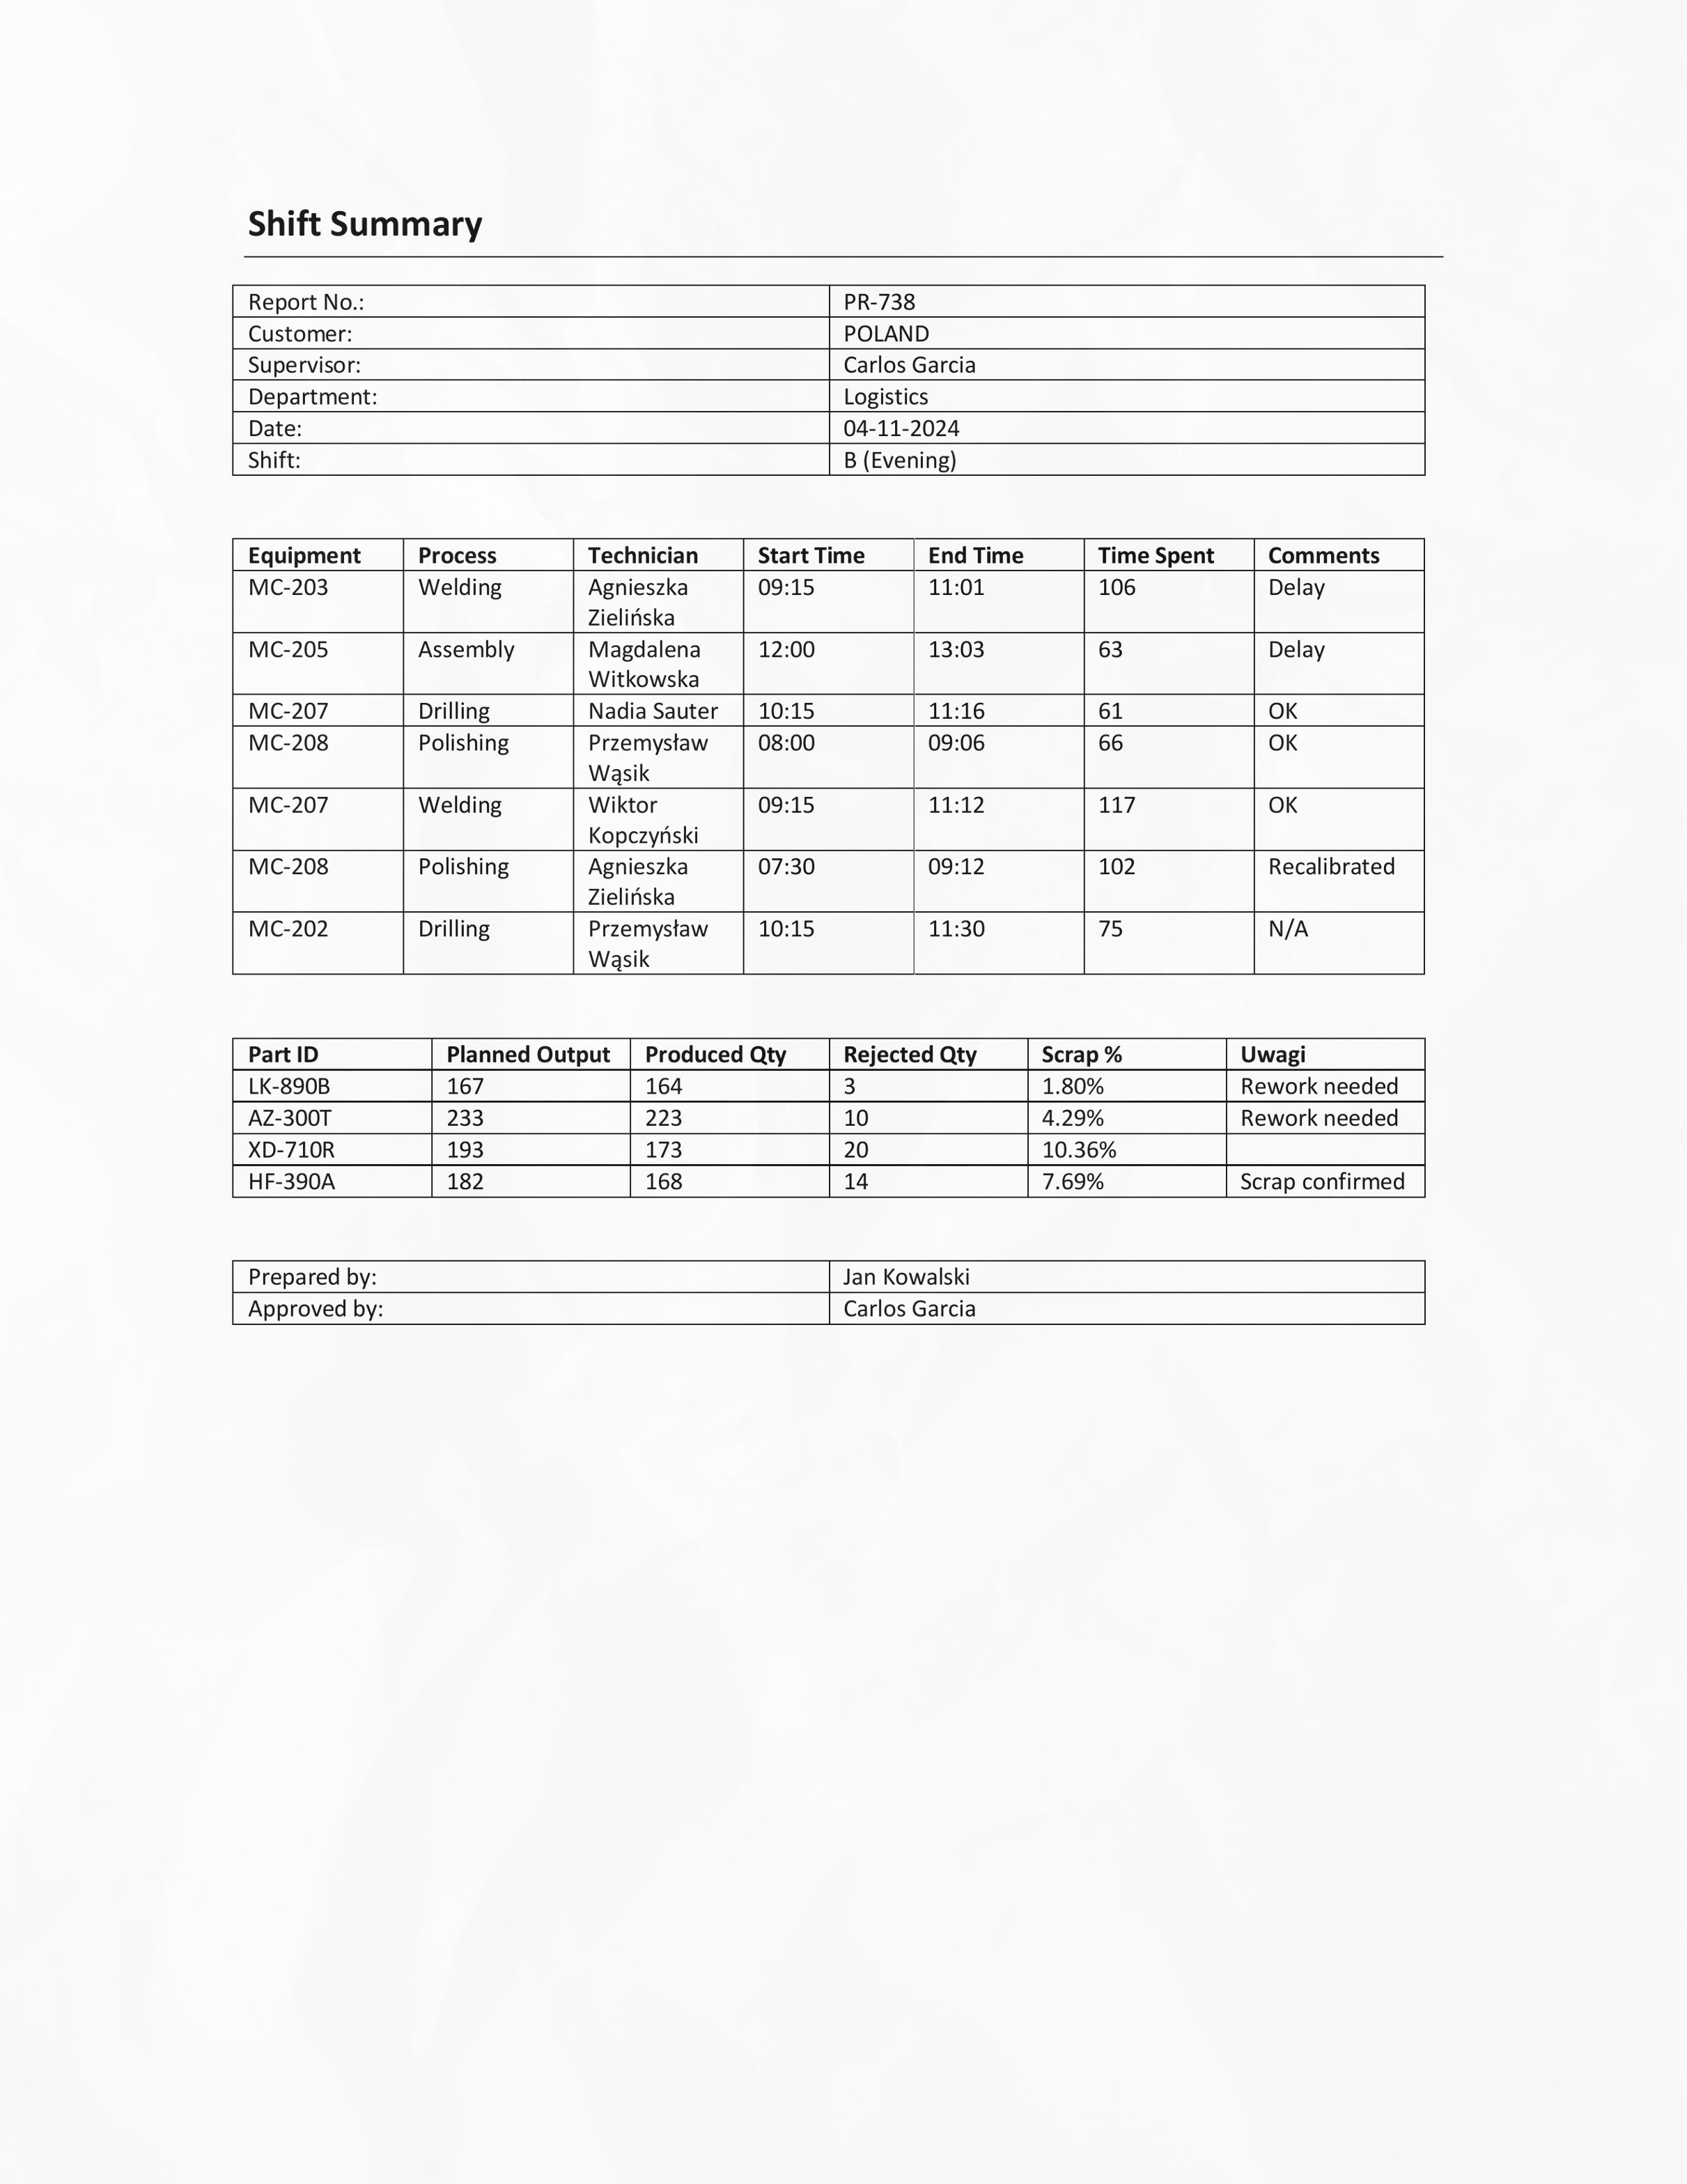 Shift Summary
Report No.: PR-738
Customer: POLAND
Supervisor: Carlos Garcia
Department: Logistics
Date: 04-11-2024
Shift: B (Evening)
Equipment Process Technician Start Time End Time Time Spent Comments
MC-203 Welding Agnieszka 09:15 11:01 106 Delay
Zielińska
MC-205 Assembly Magdalena 12:00 13:03 63 Delay
Witkowska
MC-207 Drilling Nadia Sauter 10:15 11:16 61 OK
MC-208 Polishing Przemysław 08:00 09:06 66 OK
Wąsik
MC-207 Welding Wiktor 09:15 11:12 117 OK
Kopczyński
MC-208 Polishing Agnieszka 07:30 09:12 102 Recalibrated
Zielińska
MC-202 Drilling Przemysław 10:15 11:30 75 N/A
Wąsik
Part ID Planned Output Produced Qty Rejected Qty Scrap % Uwagi
LK-890B 167 164 3 1.80% Rework needed
AZ-300T 233 223 10 4.29% Rework needed
XD-710R 193 173 20 10.36%
HF-390A 182 168 14 7.69% Scrap confirmed
Prepared by: Jan Kowalski
Approved by: Carlos Garcia